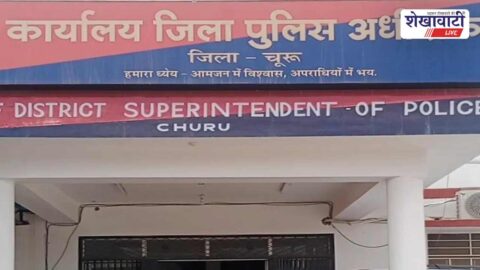 कार्यालय जिला पुलिस
जिला - चूरू
हमारा ध्येय - आमजन में विश्वास, अपराधियों में भय.
DISTRICT SUPERINTENDENT - OF POLICE
CHURU
शेखावाटी
LIVE